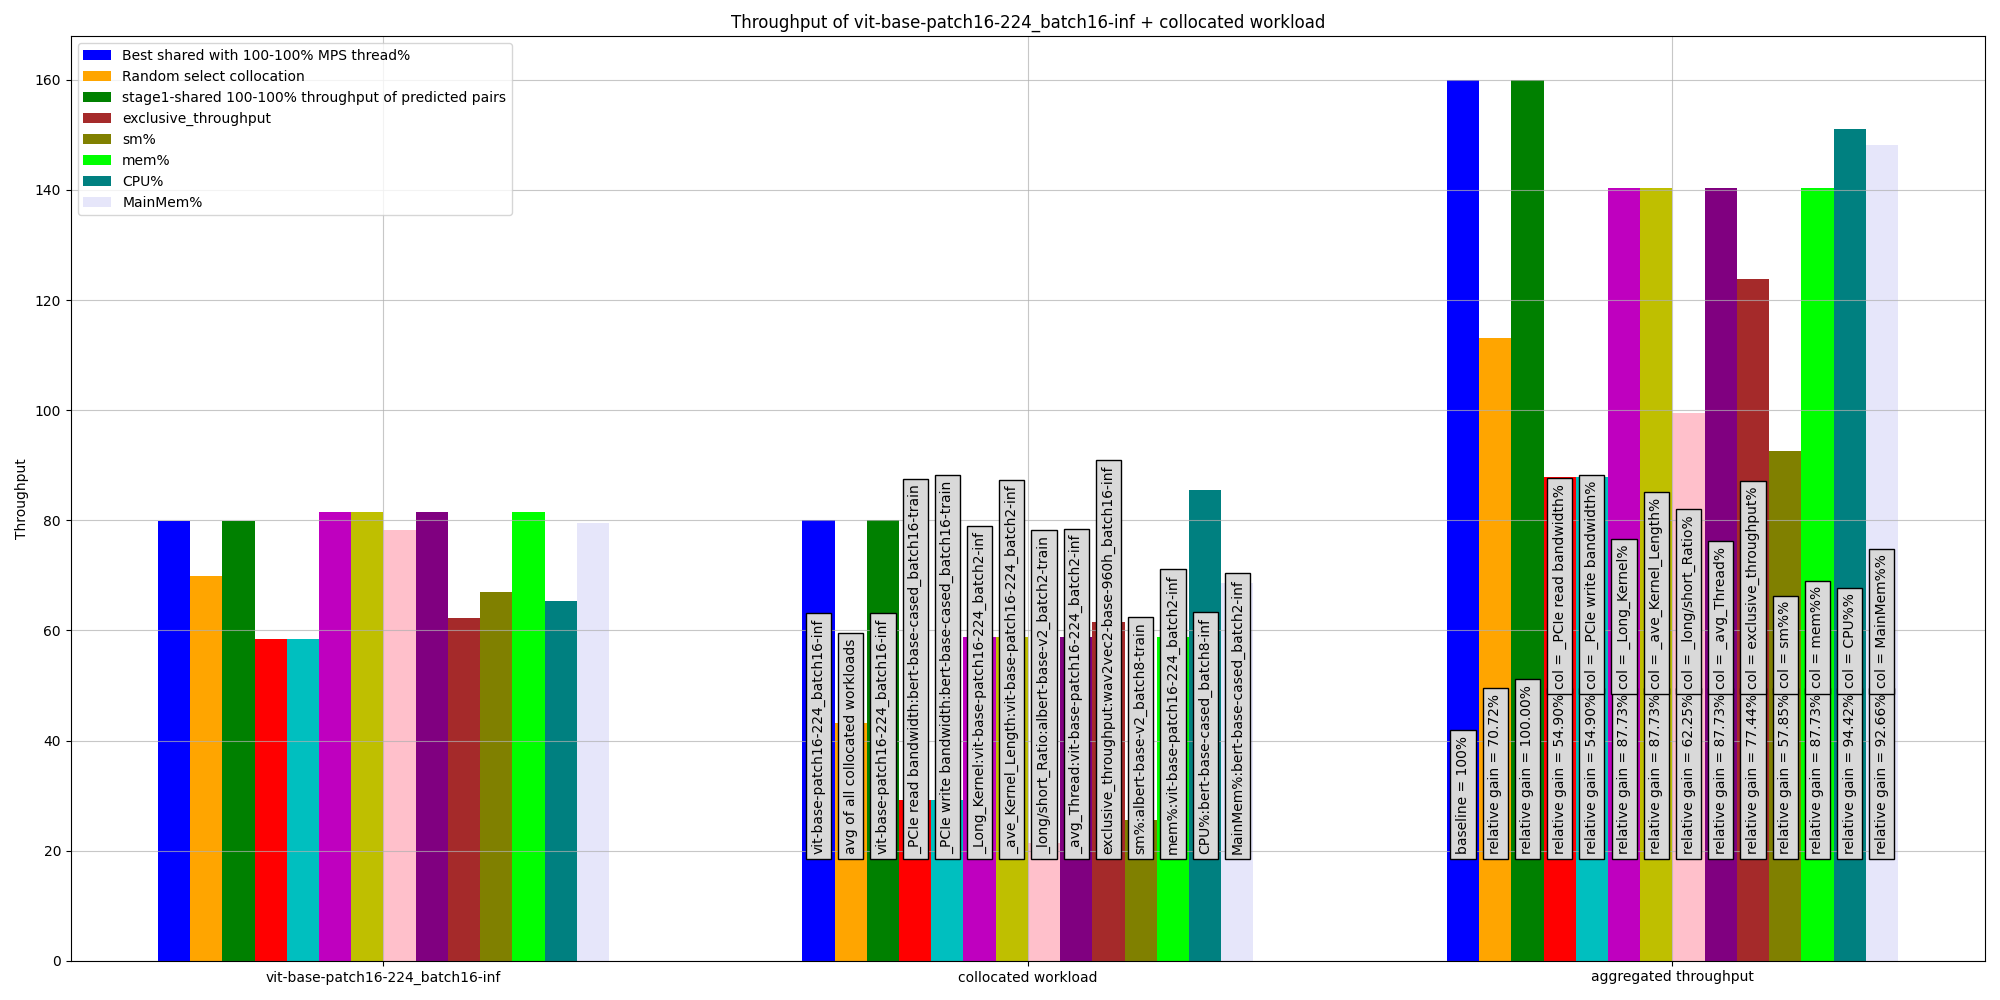 Throughput of vit-base-patch16-224_batch16-inf + collocated workload
Best shared with 100-100% MPS thread%
Random select collocation
stage1-shared 100-100% throughput of predicted pairs
exclusive_throughput
sm%
mem%
CPU%
MainMem%
Throughput
160
140
120
100
80
60
40
20
0
vit-base-patch16-224_batch16-inf
avg of all collocated workloads
vit-base-patch16-224_batch16-inf
_PCIe read bandwidth:bert-base-cased_batch16-train
_PCIe write bandwidth:bert-base-cased_batch16-train
_Long_Kernel:vit-base-patch16-224_batch2-inf
_ave_Kernel_Length:vit-base-patch16-224_batch2-inf
_long/short_Ratio:albert-base-v2_batch2-train
_avg_Thread:vit-base-patch16-224_batch2-inf
exclusive_throughput:wav2vec2-base-960h_batch16-inf
sm%:albert-base-v2_batch8-train
mem%:vit-base-patch16-224_batch2-inf
CPU%:bert-base-cased_batch8-inf
MainMem%:bert-base-cased_batch2-inf
baseline = 100%
relative gain = 70.72%
relative gain = 100.00%
relative gain = 54.90%
col = _PCIe read bandwidth%
relative gain = 54.90%
col = _PCIe write bandwidth%
relative gain = 87.73%
col = _Long_Kernel%
relative gain = 87.73%
col = _ave_Kernel_Length%
relative gain = 62.25%
col = _long/short_Ratio%
relative gain = 87.73%
col = _avg_Thread%
relative gain = 77.44%
col = exclusive_throughput%
relative gain = 57.85%
col = sm%%
relative gain = 87.73%
col = mem%%
relative gain = 94.42%
col = CPU%%
relative gain = 92.66%
col = MainMem%%
vit-base-patch16-224_batch16-inf
collocated workload
aggregated throughput